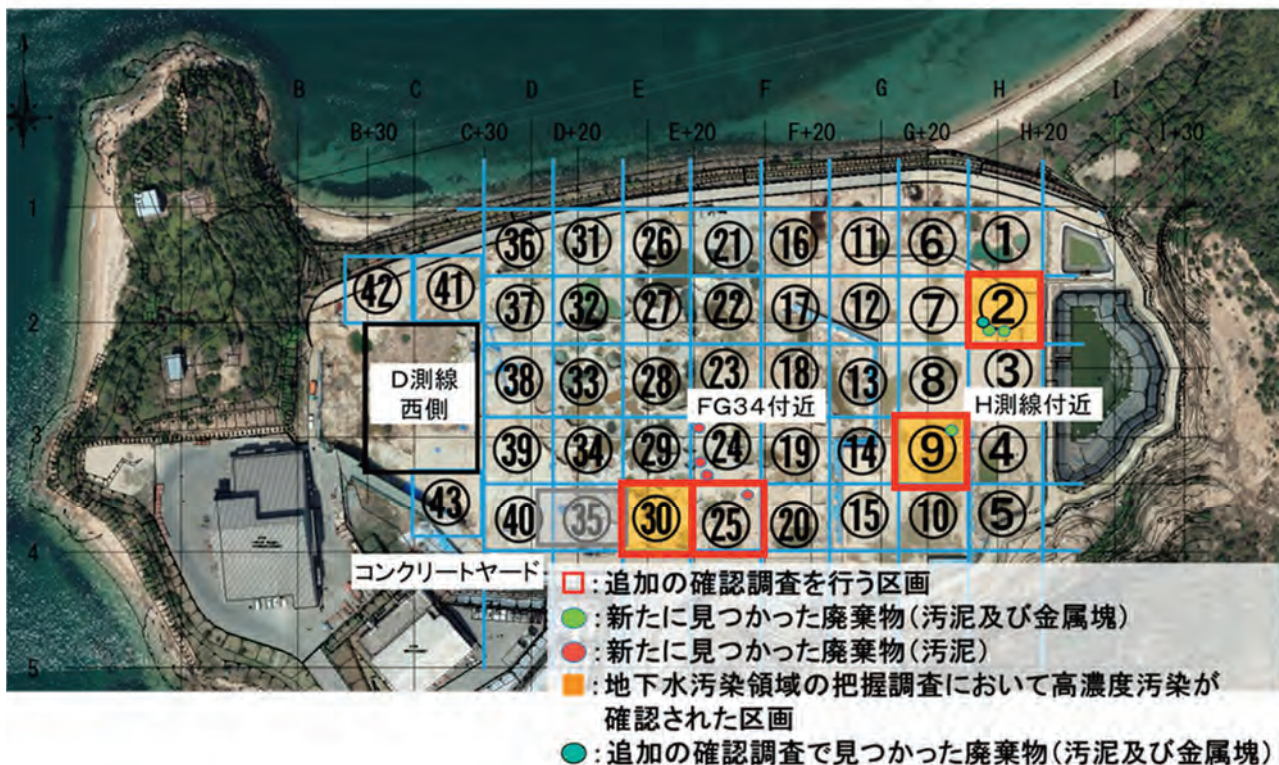 A B C D E F G H I
B+30 C+30 D+20 E+20 F+20 G+20 H+20 I+30
1
㊱ ㉛ ㉖ ㉑ ⑯ ⑪ ⑥ ①
㊷ ㊶
㊲ ㉜ ㉗ ㉒ ⑰ ⑫ ⑦ ②
2
D測線
西側
㊳ ㉝ ㉘ ㉓ ⑱ ⑬ ⑧ ③
FG34付近
H測線付近
3
㊴ ㉞ ㉙ ㉔ ⑲ ⑭ ⑨ ④
㊸ ㊵ ㉟ ㉚ ㉕ ⑳ ⑮ ⑩ ⑤
4
コンクリートヤード
5
:追加の確認調査を行う区画
:新たに見つかった廃棄物(汚泥及び金属塊)
:新たに見つかった廃棄物(汚泥)
:地下水汚染領域の把握調査において高濃度汚染が
確認された区画
:追加の確認調査で見つかった廃棄物(汚泥及び金属塊)